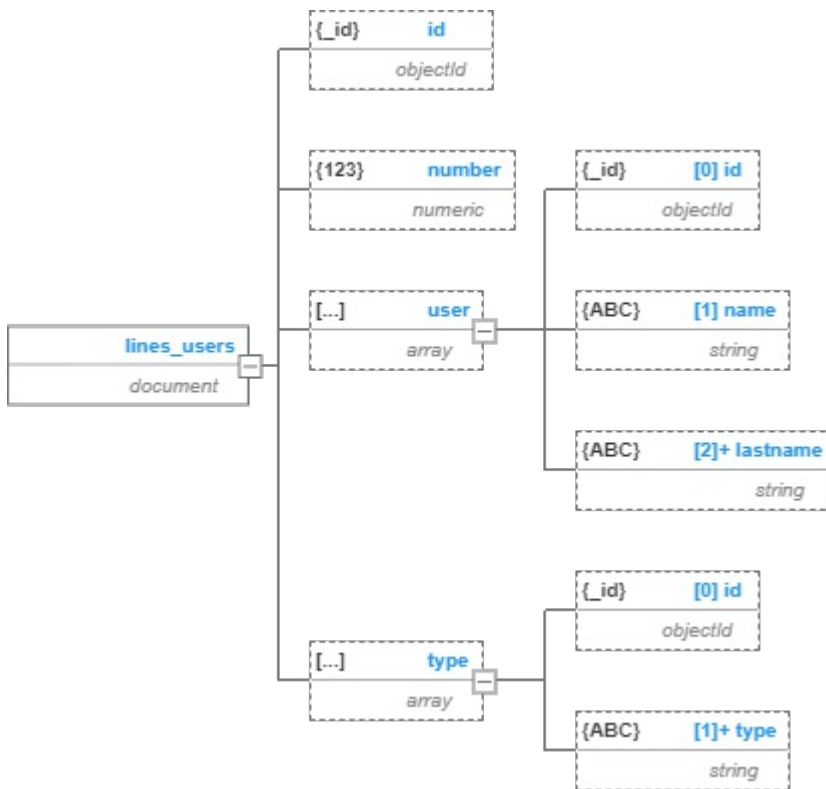 {_id} id
objectId
{123} number
numeric
{_id} [0] id
objectId
[...] user
array
{ABC} [1] name
string
lines_users
document
{ABC} [2]+ lastname
string
{_id} [0] id
objectId
[...] type
array
{ABC} [1]+ type
string